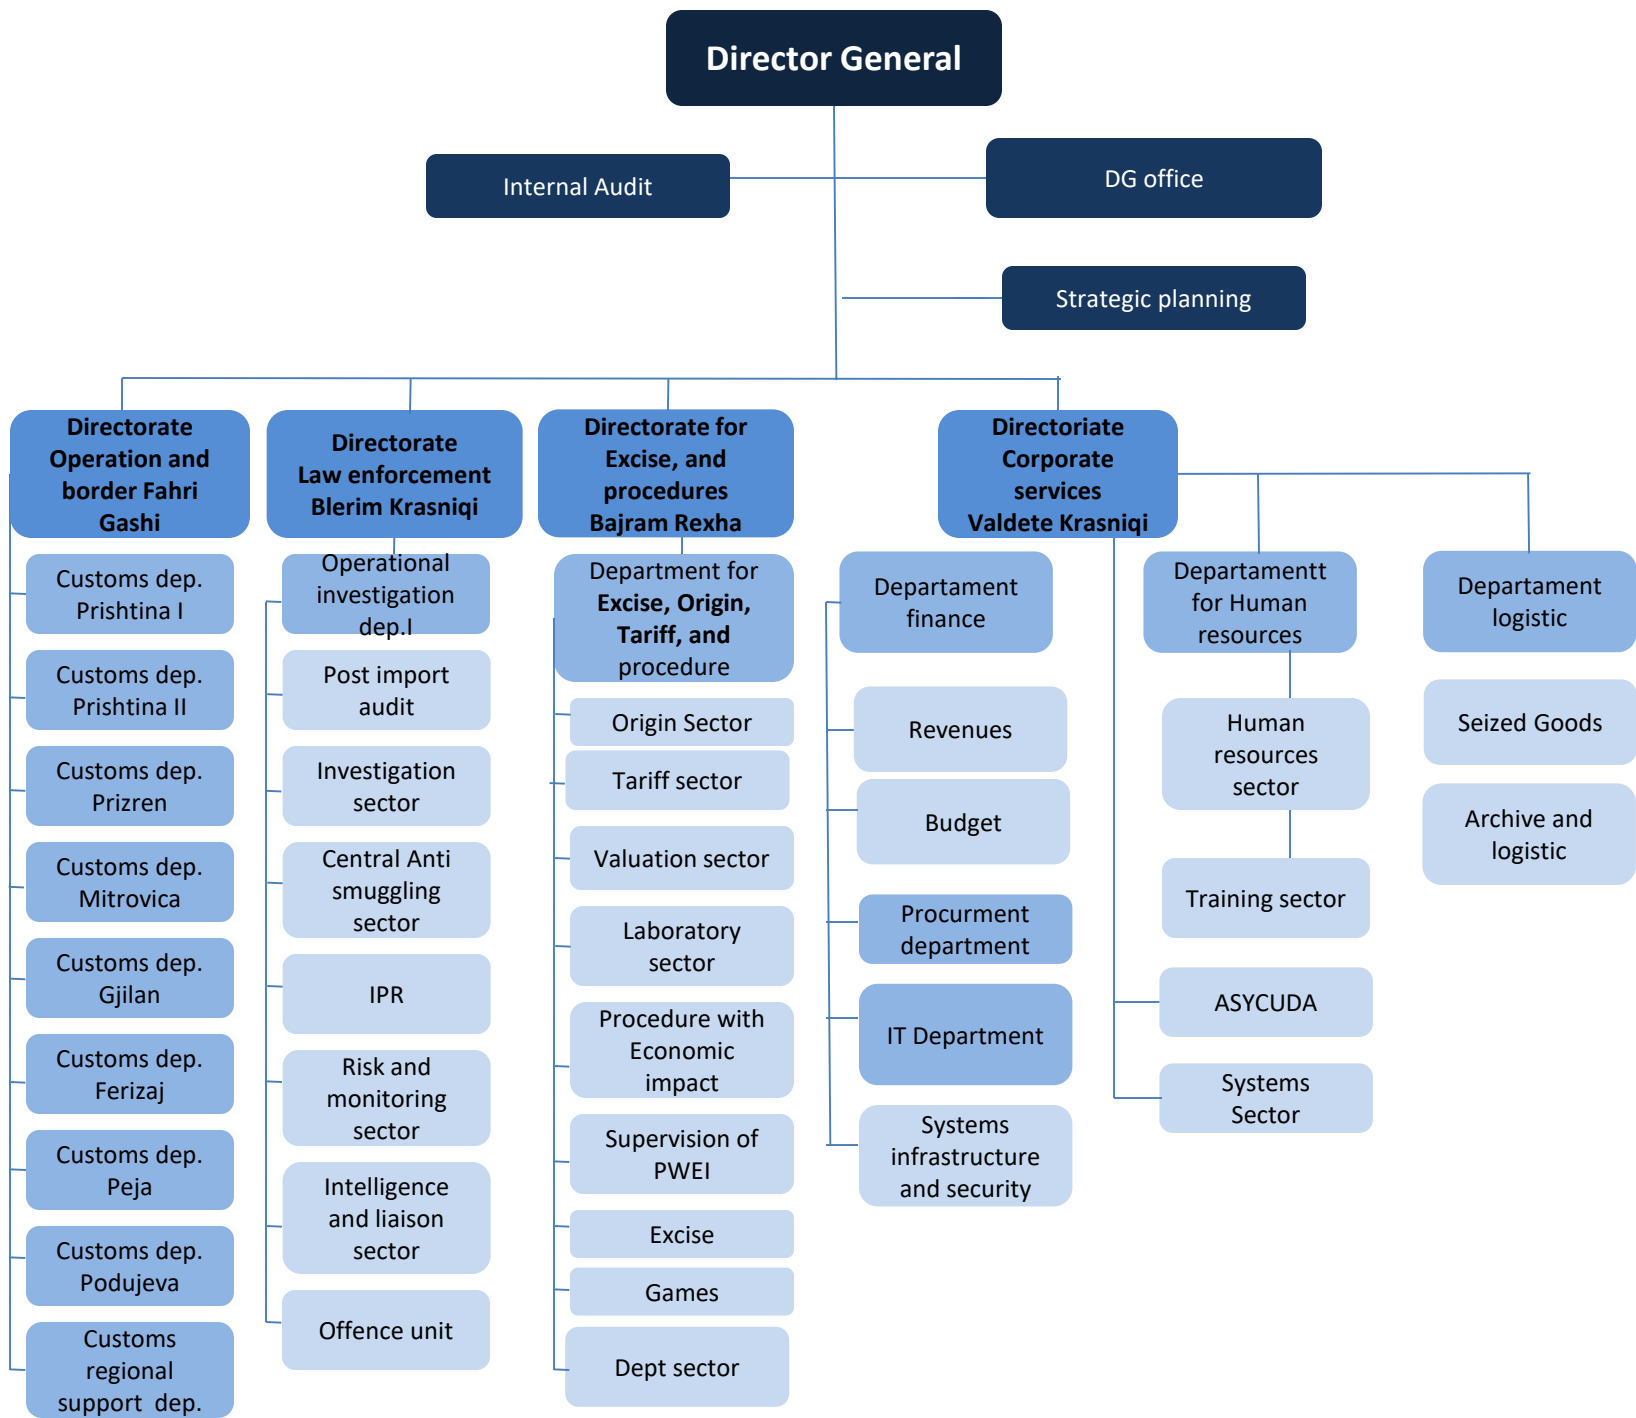 Director General
Internal Audit
DG office
Strategic planning
Directorate
Operation and
border Fahri
Gashi
Customs dep.
Prishtina I
Customs dep.
Prishtina II
Customs dep.
Prizren
Customs dep.
Mitrovica
Customs dep.
Gjilan
Customs dep.
Ferizaj
Customs dep.
Peja
Customs dep.
Podujeva
Customs
regional
support dep.
Directorate
Law enforcement
Blerim Krasniqi
Operational
investigation
dep.I
Post import
audit
Investigation
sector
Central Anti
smuggling
sector
IPR
Risk and
monitoring
sector
Intelligence
and liaison
sector
Offence unit
Directorate for
Excise, and
procedures
Bajram Rexha
Department for
Excise, Origin,
Tariff, and
procedure
Origin Sector
Tariff sector
Valuation sector
Laboratory
sector
Procedure with
Economic
impact
Supervision of
PWEI
Excise
Games
Dept sector
Directoriate
Corporate
services
Valdete Krasniqi
Departament
finance
Revenues
Budget
Procurment
department
IT Department
Systems
infrastructure
and security
Departamentt
for Human
resources
Human
resources
sector
Training sector
ASYCUDA
Systems
Sector
Departament
logistic
Seized Goods
Archive and
logistic